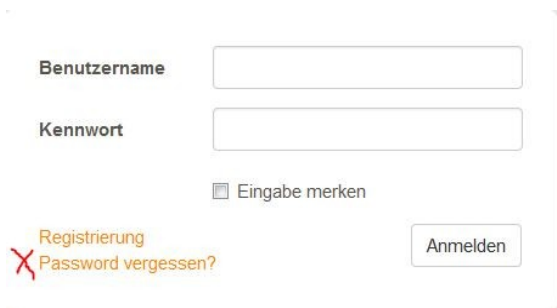 Benutzername
Kennwort
Eingabe merken
Registrierung
Password vergessen?
Anmelden